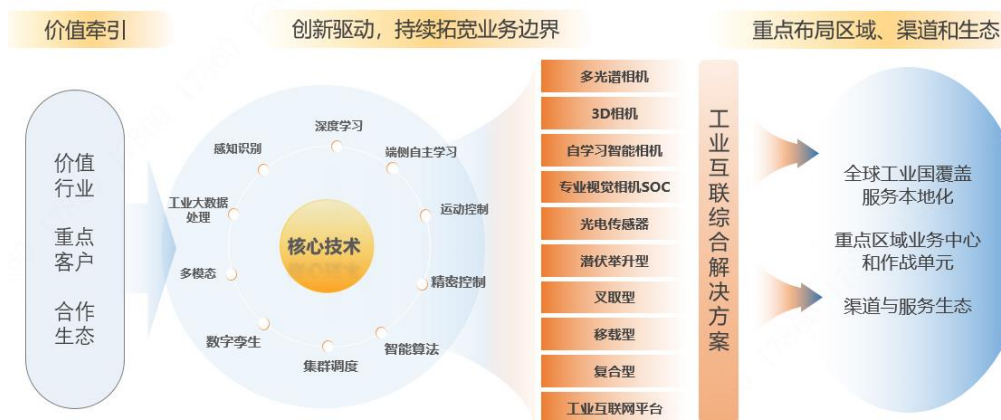 价值牵引
创新驱动，持续拓宽业务边界
重点布局区域、渠道和生态
价值
行业
重点
客户
合作
生态
深度学习
感知识别
端侧自主学习
工业大数据
处理
运动控制
核心技术
多模态
精密控制
数字孪生
智能算法
集群调度
多光谱相机
3D相机
自学习智能相机
专业视觉相机SOC
光电传感器
潜伏举升型
叉取型
移载型
复合型
工业互联网平台
工业互联综合解决方案
全球工业国覆盖
服务本地化
重点区域业务中心
和作战单元
渠道与服务生态